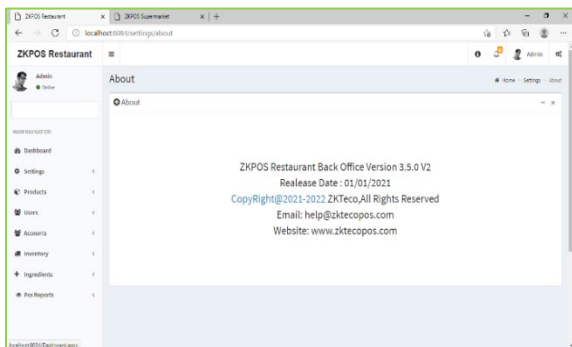 ZKPOS Restaurant
ZKPOS Supermarket
localhost:8084/settings/about
ZKPOS Restaurant
Admin
Admin
Online
About
Home
Settings
About
About
MAIN NAVIGATION
Dashboard
Settings
Products
Users
Accounts
Inventory
Ingredients
Pos Reports
ZKPOS Restaurant Back Office Version 3.5.0 V2
Realease Date : 01/01/2021
CopyRight@2021-2022 ZKTeco,All Rights Reserved
Email: help@zktecopos.com
Website: www.zktecopos.com